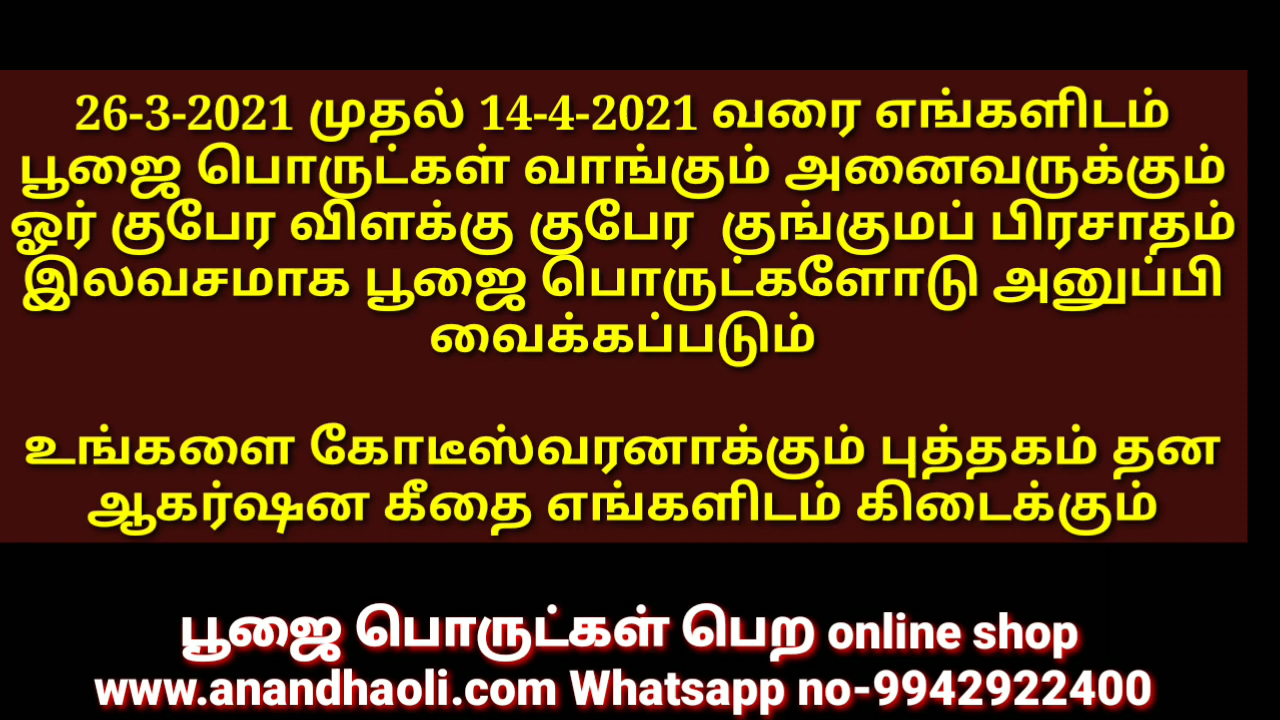 26-3-2021 முதல் 14-4-2021 வரை எங்களிடம்
பூஜை பொருட்கள் வாங்கும் அனைவருக்கும்
ஓர் குபேர விளக்கு குபேர குங்குமப் பிரசாதம்
இலவசமாக பூஜை பொருட்களோடு அனுப்பி
வைக்கப்படும்
உங்களை கோடீஸ்வரனாக்கும் புத்தகம் தன
ஆகர்ஷன கீதை எங்களிடம் கிடைக்கும்
பூஜை பொருட்கள் பெற online shop
www.anandhaoli.com Whatsapp no-9942922400